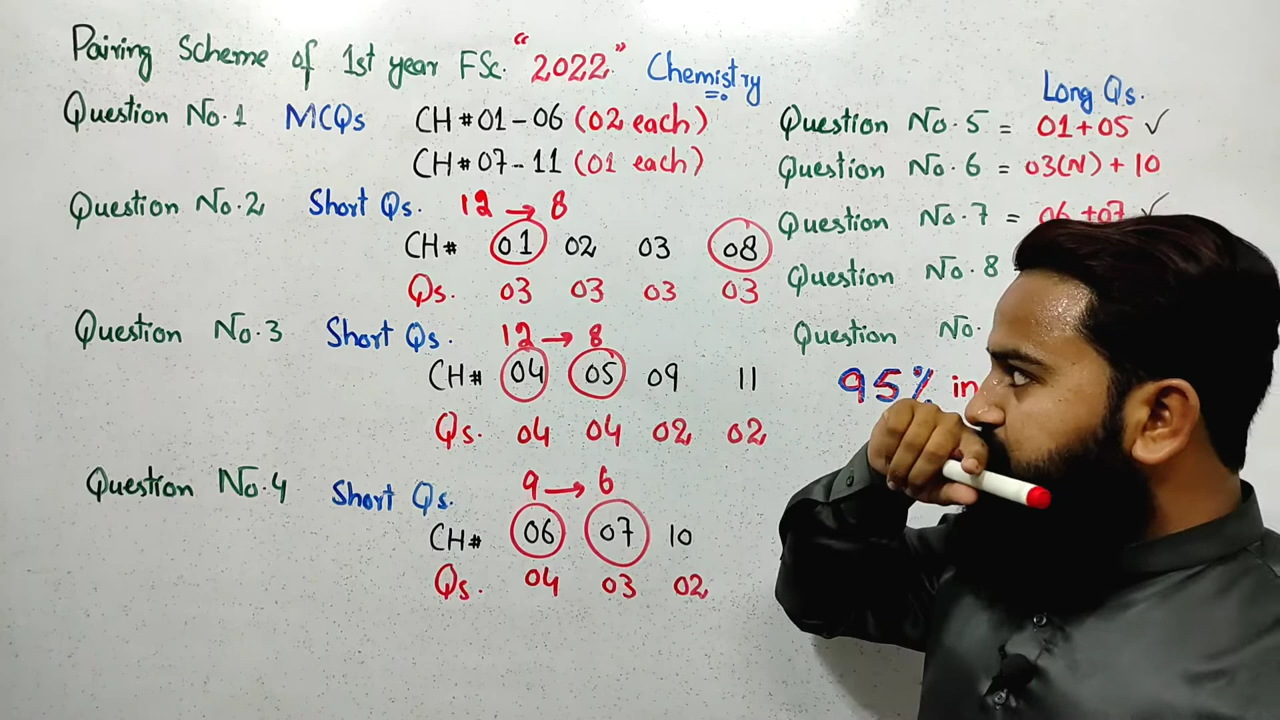 Pairing Scheme of 1st year FSc. "2022" Chemistry
Question No.1 MCQs CH#01-06 (02 each)
CH#07-11 (01 each)
Question No.2 Short Qs. 12→8
CH# 01 02 03 08
Qs. 03 03 03 03
Question No.3 Short Qs. 12→8
CH# 04 05 09 11
Qs. 04 04 02 02
Question No.4 Short Qs. 9→6
CH# 06 07 10
Qs. 04 03 02
Long Qs.
Question No.5 = 01+05 ✓
Question No.6 = 03(N)+10
Question No.7 = 06+07 ✓
Question No.8
Question No.
95% in